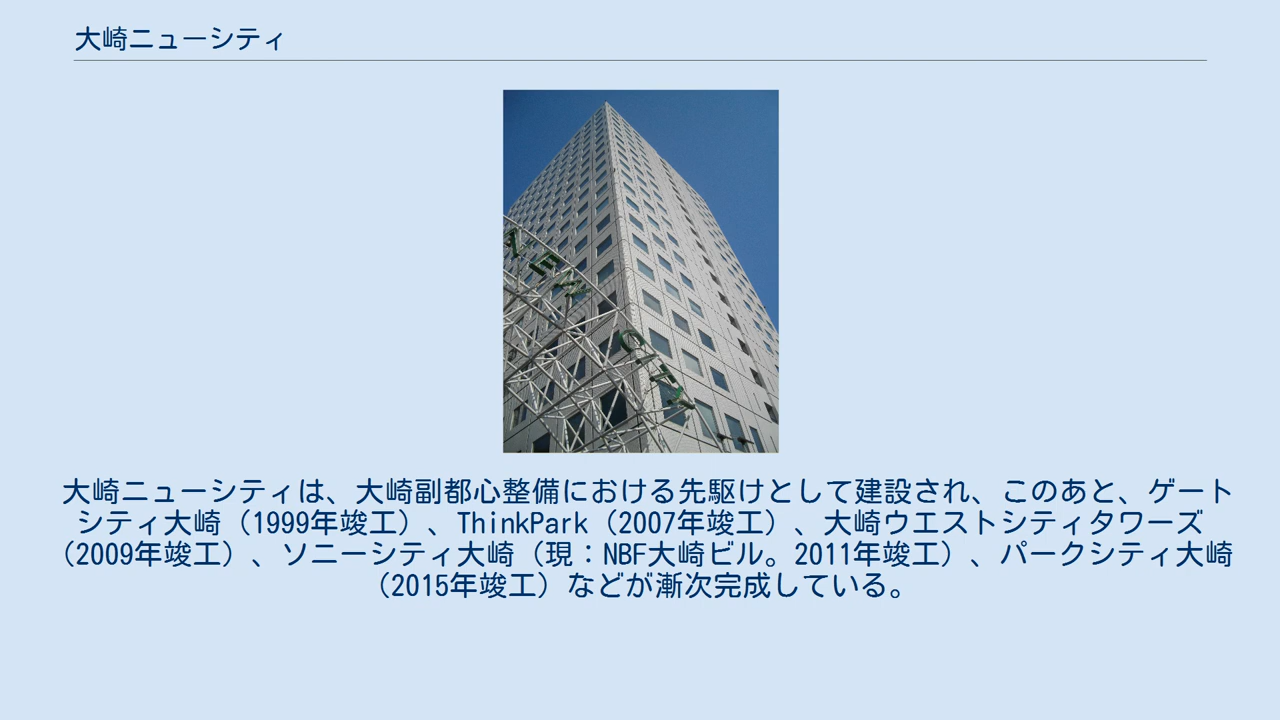 大崎ニューシティ
NEW CITY
大崎ニューシティは、大崎副都心整備における先駆けとして建設され、このあと、ゲート
シティ大崎（1999年竣工）、ThinkPark（2007年竣工）、大崎ウエストシティタワーズ
（2009年竣工）、ソニーシティ大崎（現：NBF大崎ビル。2011年竣工）、パークシティ大崎
（2015年竣工）などが漸次完成している。